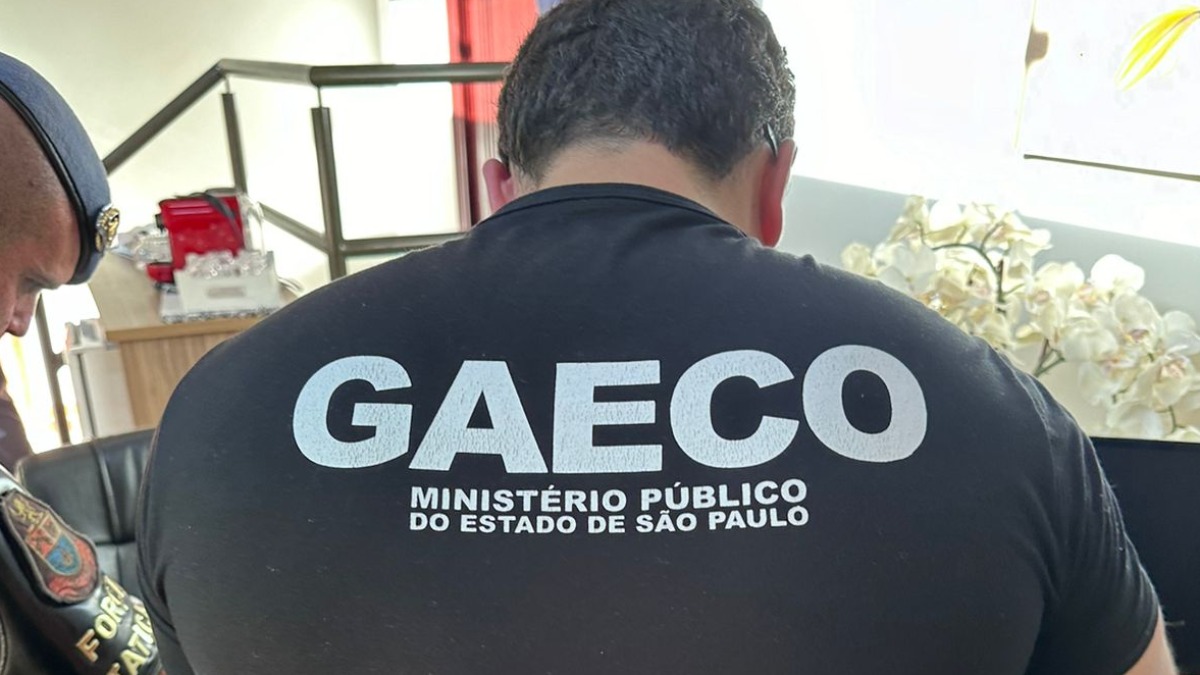 GAECO
MINISTÉRIO PÚBLICO
DO ESTADO DE SÃO PAULO